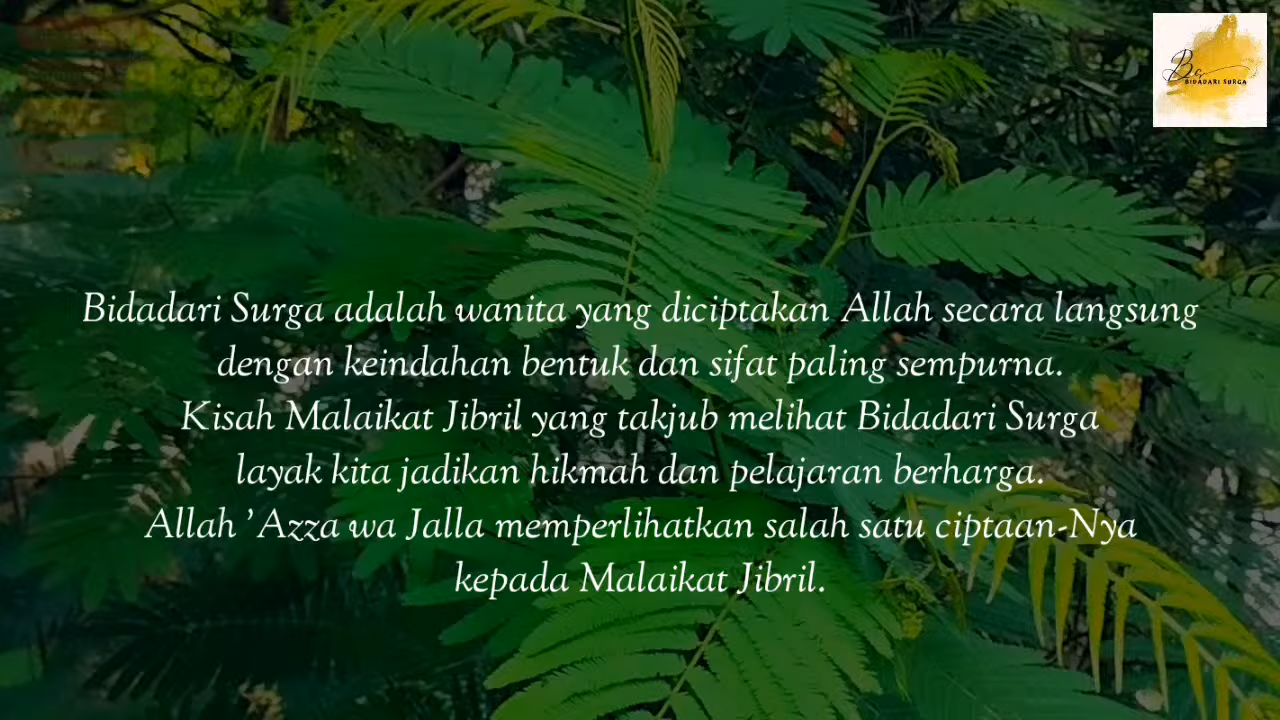 Bs
BIDADARI SURGA
Bidadari Surga adalah wanita yang diciptakan Allah secara langsung
dengan keindahan bentuk dan sifat paling sempurna.
Kisah Malaikat Jibril yang takjub melihat Bidadari Surga
layak kita jadikan hikmah dan pelajaran berharga.
Allah ’Azza wa Jalla memperlihatkan salah satu ciptaan-Nya
kepada Malaikat Jibril.